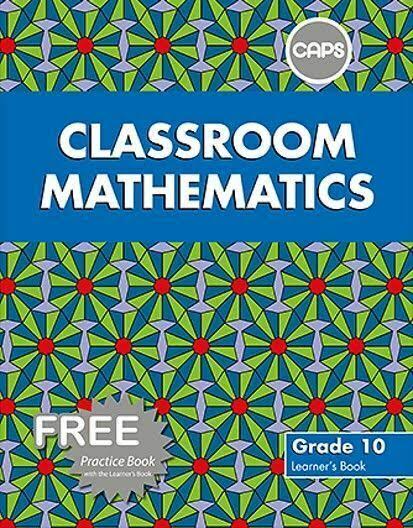 CAPS
CLASSROOM
MATHEMATICS
FREE
Practice Book
with the Learner's Book.
Grade 10
Learner's Book